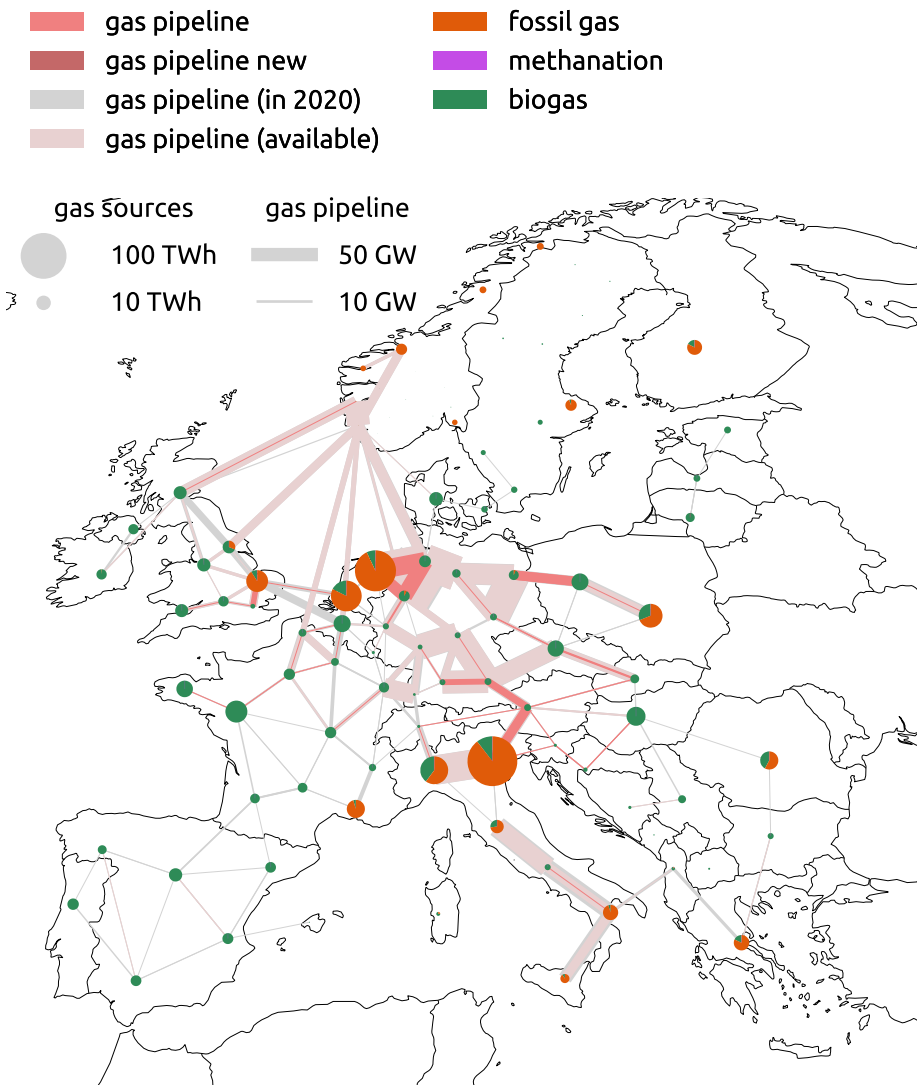 gas pipeline
gas pipeline new
gas pipeline (in 2020)
gas pipeline (available)
fossil gas
methanation
biogas
gas sources
100 TWh
10 TWh
gas pipeline
50 GW
10 GW